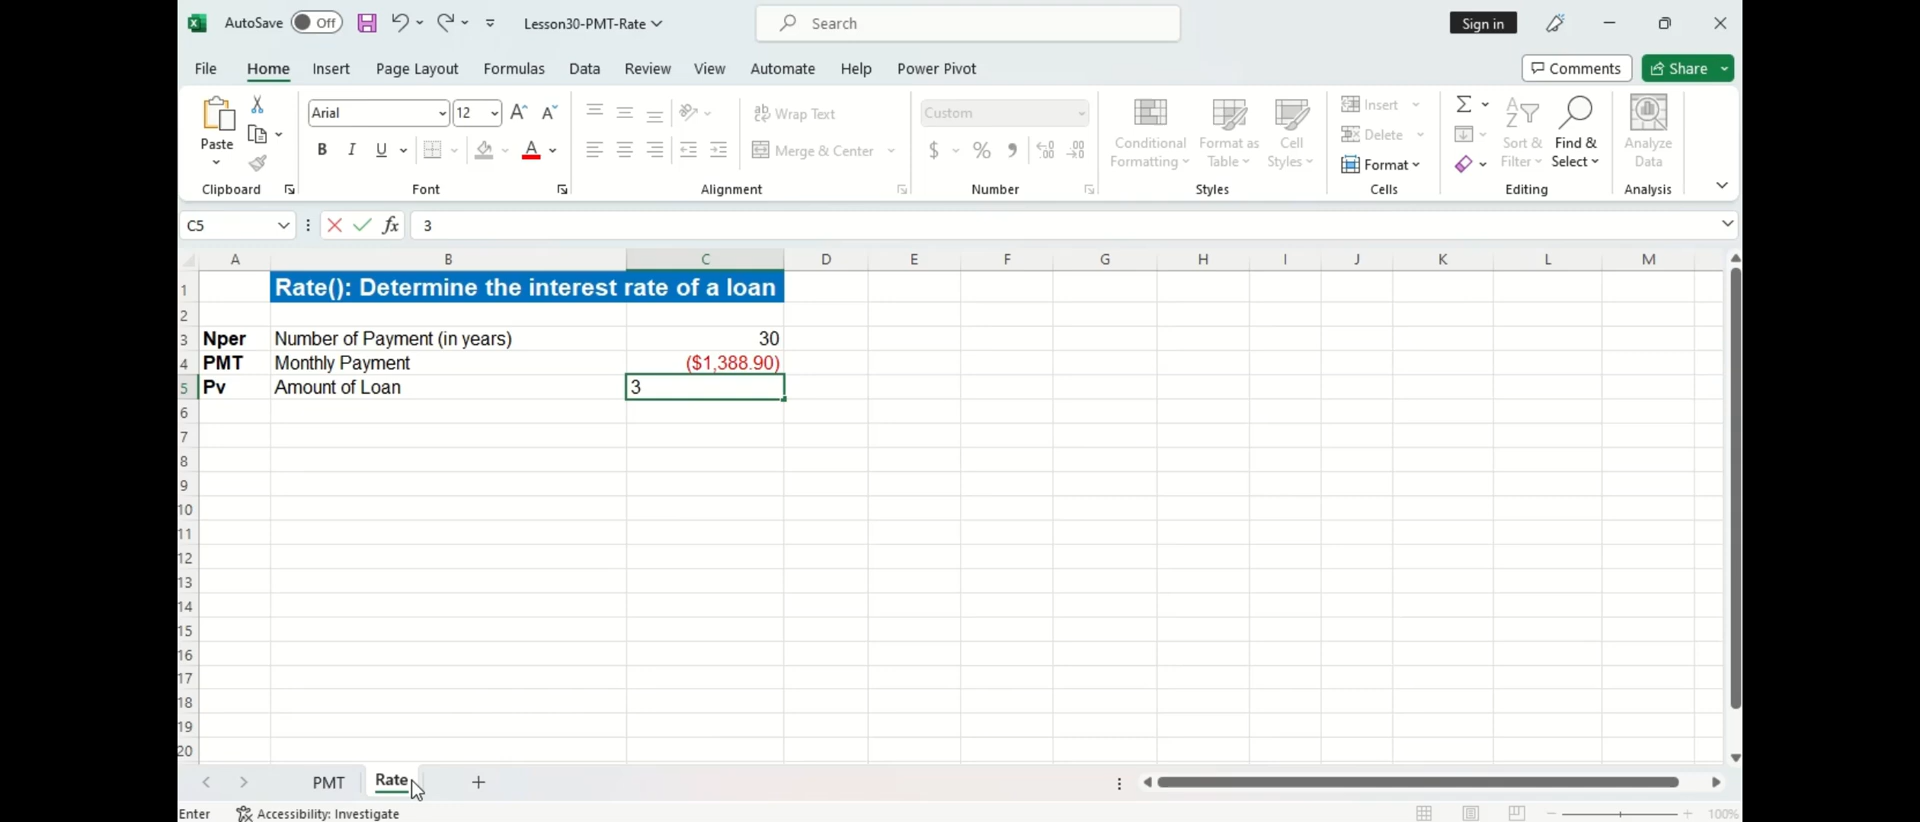 AutoSave Off Lesson30-PMT-Rate Search Sign in
File Home Insert Page Layout Formulas Data Review View Automate Help Power Pivot Comments Share
Arial 12 Wrap Text Custom Insert
Paste B I U A Merge & Center $ % Conditional Formatting Format as Table Cell Styles Delete Format Sort & Filter Find & Select Analyze Data
Clipboard Font Alignment Number Styles Cells Editing Analysis
C5 fx 3
A B C D E F G H I J K L M
1 Rate(): Determine the interest rate of a loan
2
3 Nper Number of Payment (in years) 30
4 PMT Monthly Payment ($1,388.90)
5 Pv Amount of Loan 3
6
7
8
9
10
11
12
13
14
15
16
17
18
19
20
PMT Rate
Enter Accessibility: Investigate 100%